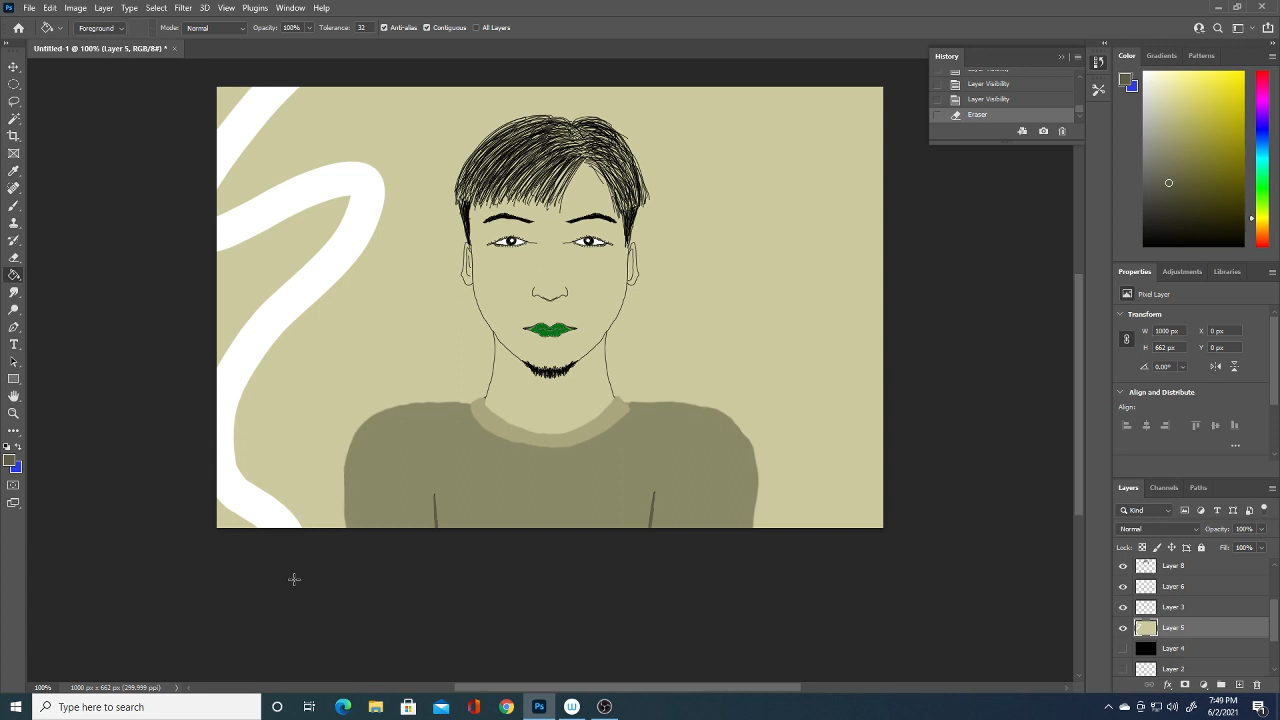 Ps File Edit Image Layer Type Select Filter 3D View Plugins Window Help
Foreground Mode: Normal Opacity: 100% Tolerance: 32 Anti-alias Contiguous All Layers
Untitled-1 @ 100% (Layer 5, RGB/8#) *
History
Layer Visibility
Layer Visibility
Eraser
Color Gradients Patterns
Properties Adjustments Libraries
Pixel Layer
Transform
W 1000 px X 0 px
H 662 px Y 0 px
0.00°
Align and Distribute
Align:
Layers Channels Paths
Kind
Normal Opacity: 100%
Lock: Fill: 100%
Layer 8
Layer 6
Layer 3
Layer 5
Layer 4
Layer 2
100% 1000 px x 662 px (299.999 ppi)
Type here to search
Ps
W
7:49 PM
6/2/2021